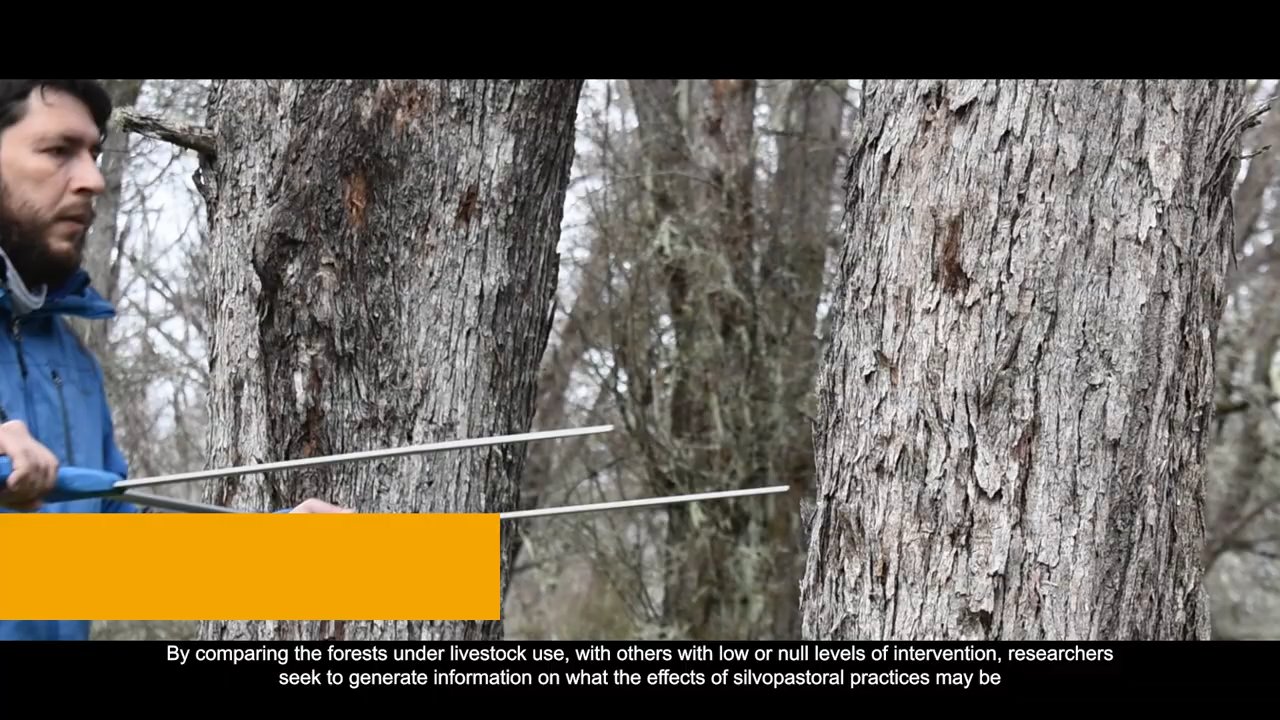 By comparing the forests under livestock use, with others with low or null levels of intervention, researchers
seek to generate information on what the effects of silvopastoral practices may be